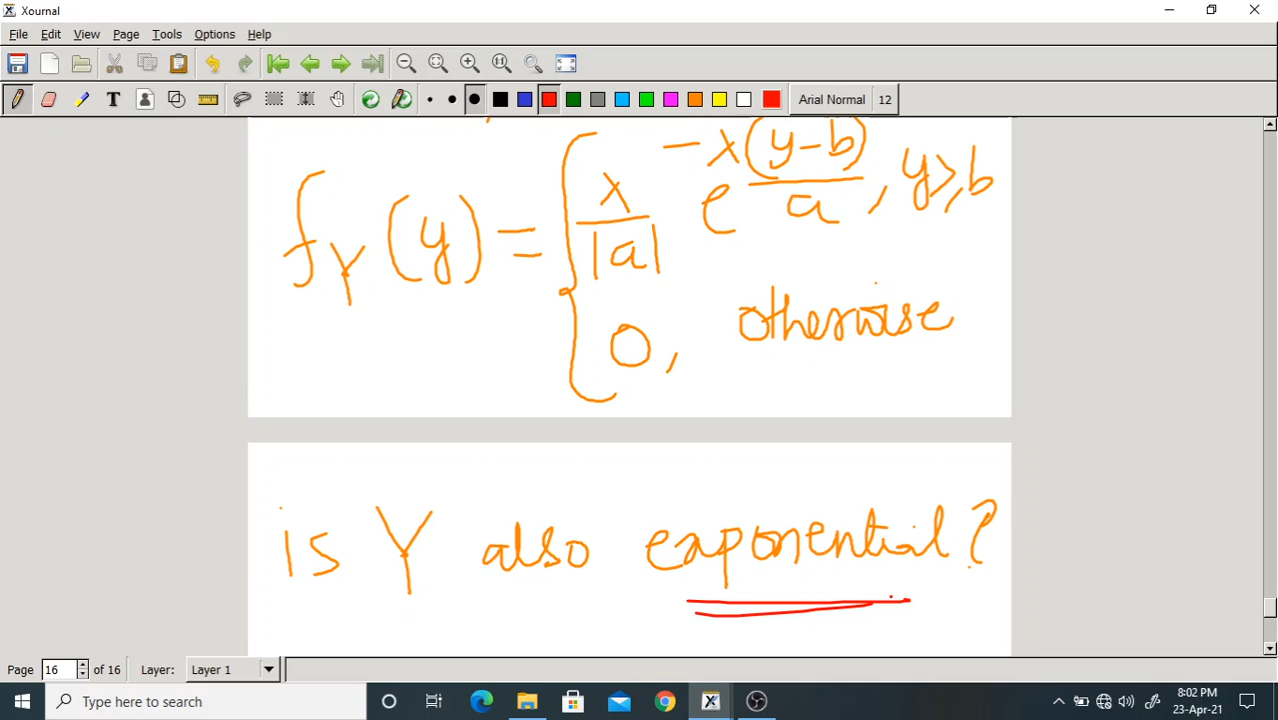 Xournal
File Edit View Page Tools Options Help
Arial Normal 12
f_Y(y) = { λ/|a| e^{-λ(y-b)/a}, y≥b
0, otherwise
is Y also exponential?
Page 16 of 16 Layer: Layer 1
Type here to search
8:02 PM
23-Apr-21